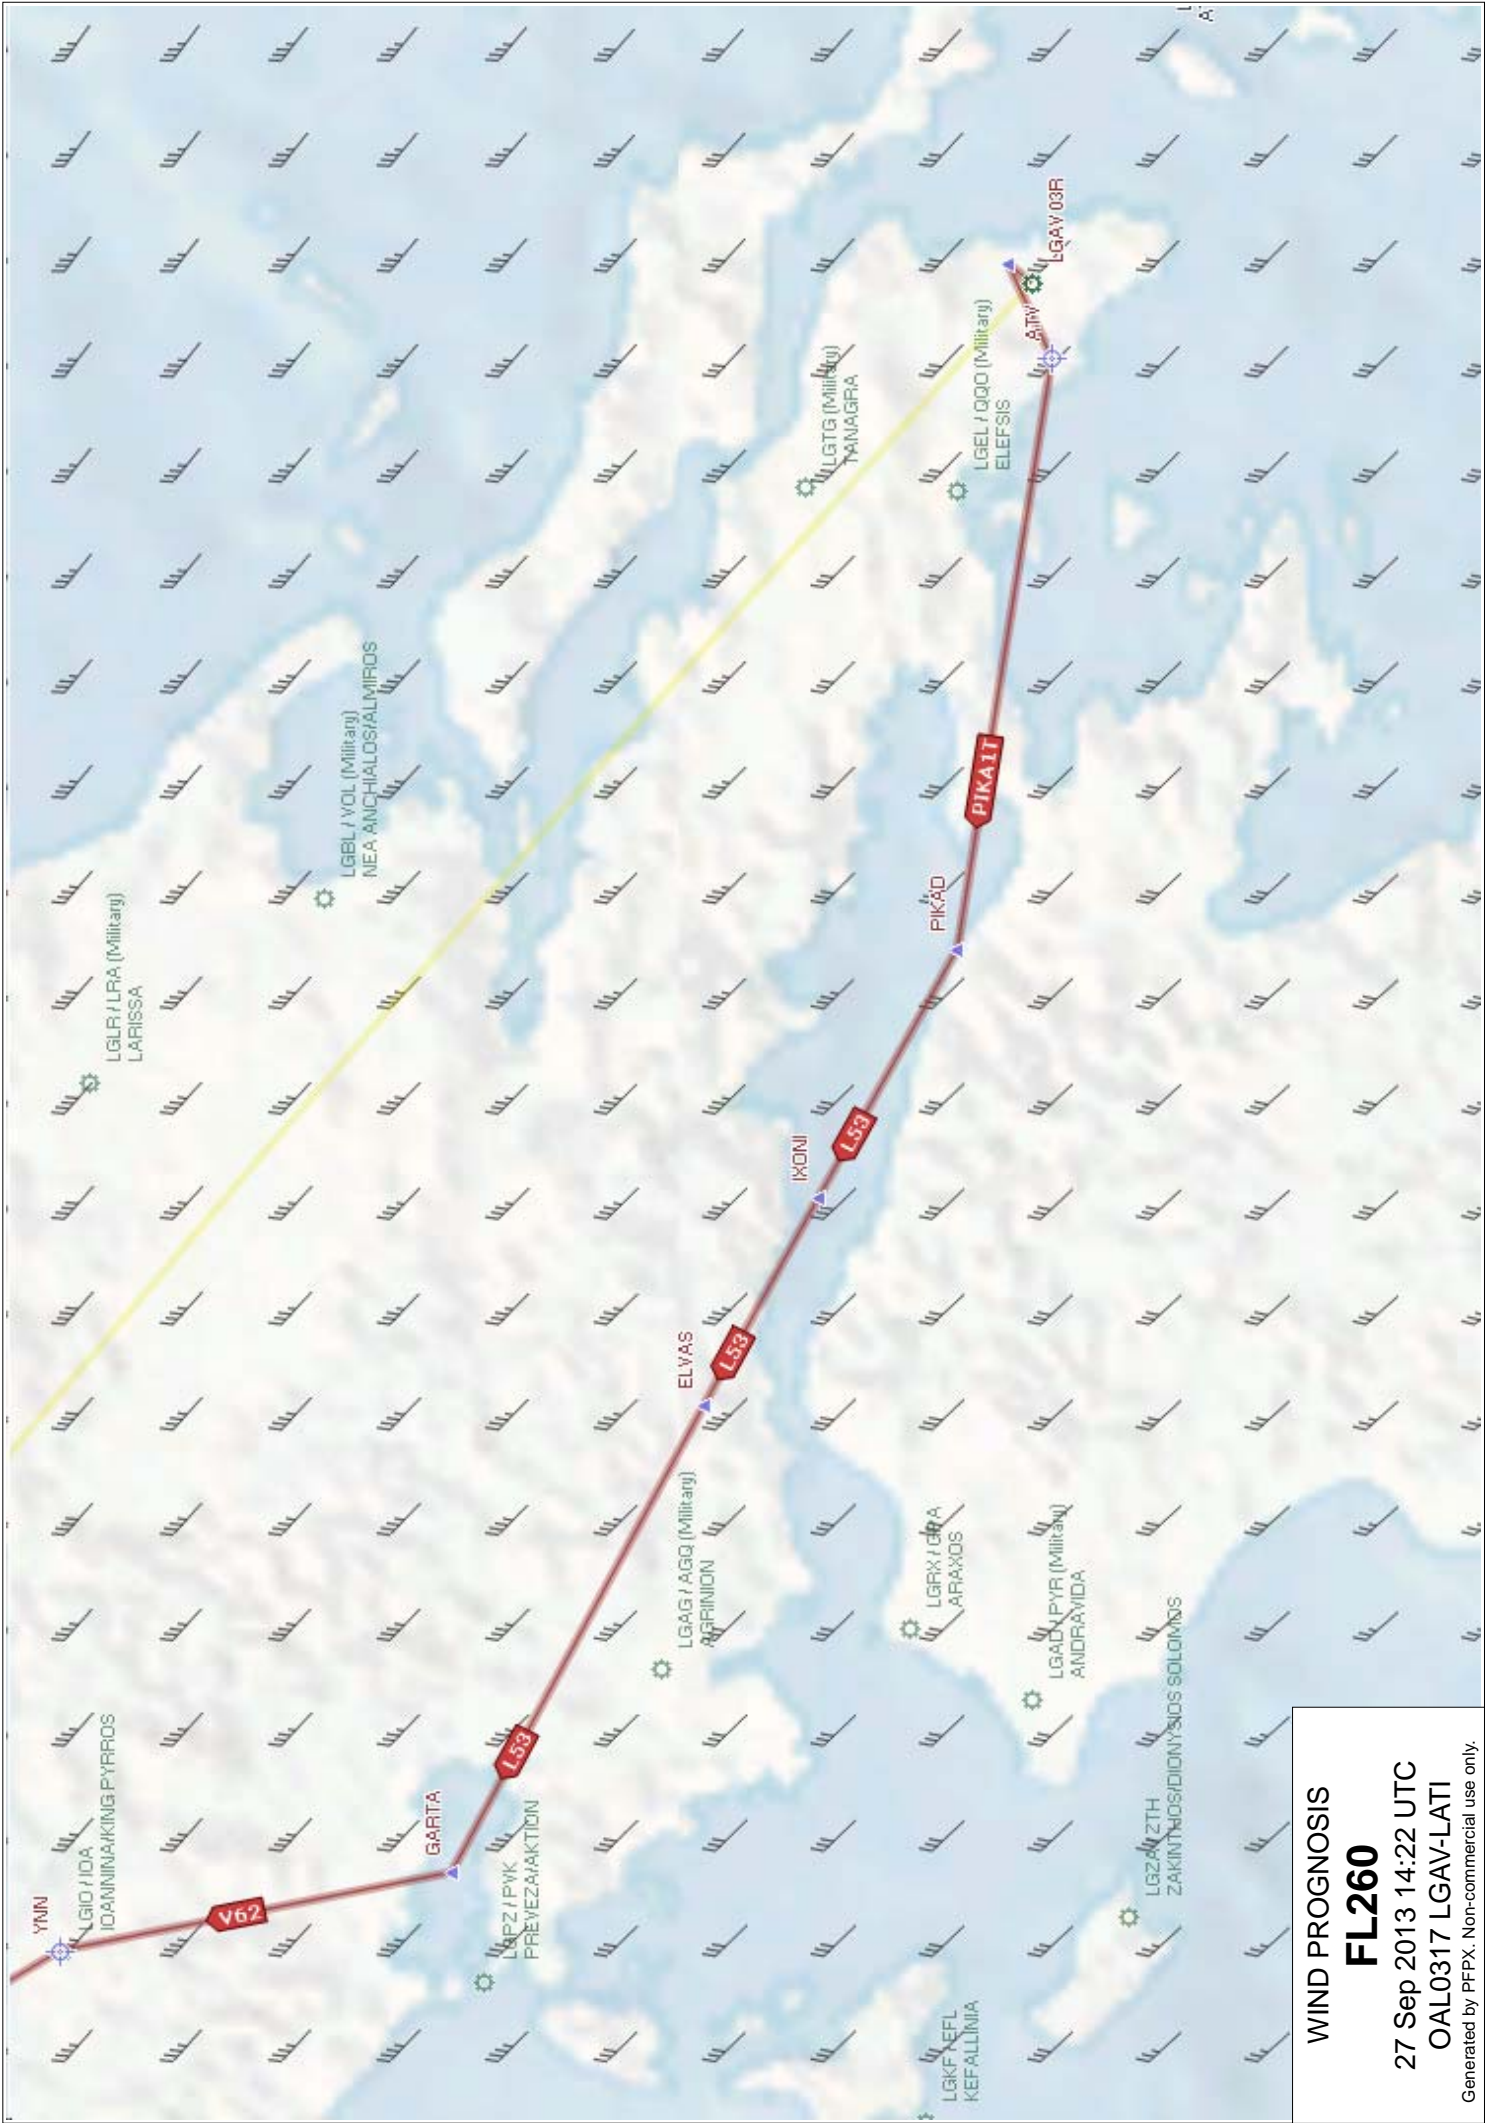 YNN
LGIO / IOA
IOANNINA/KING PYRROS
V62
GARTA
LGPZ / PVK
PREVEZA/AKTION
L53
LGLR / LRA (Military)
LARISSA
LGBL / VOL (Military)
NEA ANCHIALOS/ALMIROS
ELVAS
L53
LGAG / AGQ (Military)
AGRINION
IXONI
L53
PIKAD
PIKA1T
LGTG (Military)
TANAGRA
LGEL / QQO (Military)
ELEFSIS
ATV
LGAV 03R
LGRX / GPA
ARAXOS
LGAD / PYR (Military)
ANDRAVIDA
LGZA / ZTH
ZAKINTHOS/DIONYSIOS SOLOMOS
LGKF / EFL
KEFALLINIA
WIND PROGNOSIS
FL260
27 Sep 2013 14:22 UTC
OAL0317 LGAV-LATI
Generated by PFPX. Non-commercial use only.